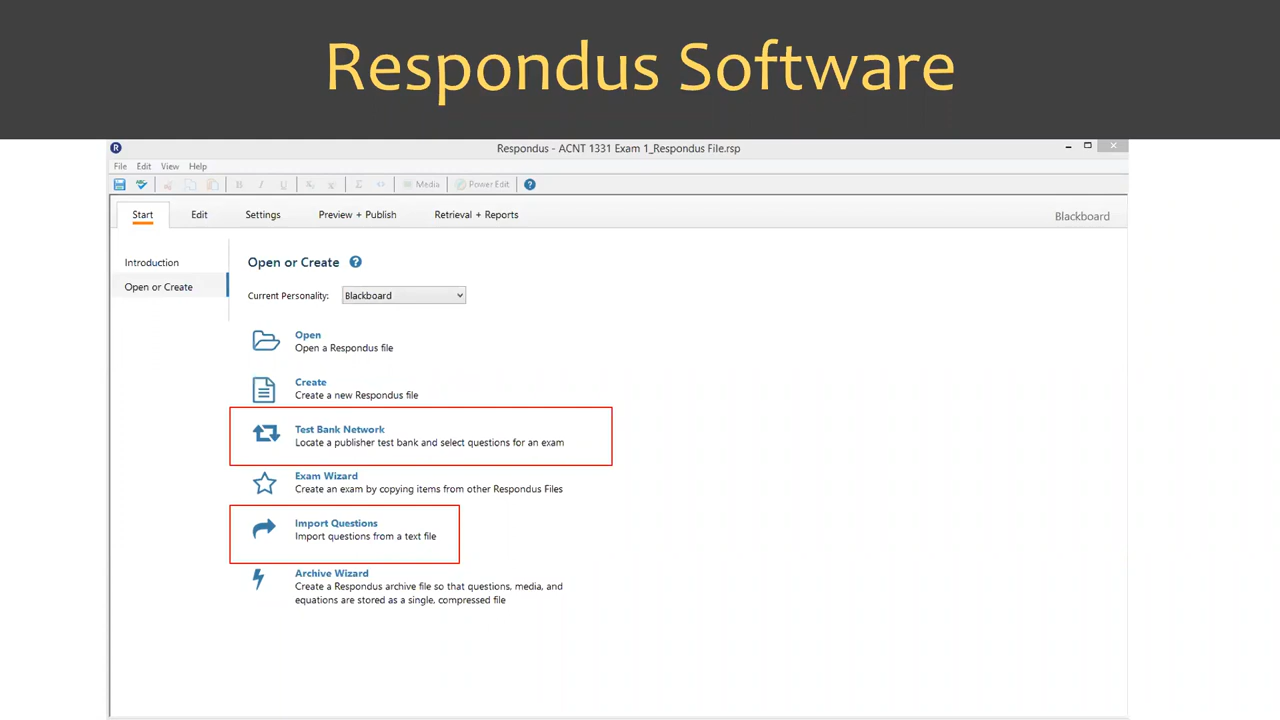 Respondus Software
R Respondus - ACNT 1331 Exam 1_Respondus File.rsp
File Edit View Help
ABC B I U X₂ Xˣ Σ <> Media Power Edit ?
Start Edit Settings Preview + Publish Retrieval + Reports Blackboard
Introduction
Open or Create
Open or Create ?
Current Personality: Blackboard
Open
Open a Respondus file
Create
Create a new Respondus file
Test Bank Network
Locate a publisher test bank and select questions for an exam
Exam Wizard
Create an exam by copying items from other Respondus Files
Import Questions
Import questions from a text file
Archive Wizard
Create a Respondus archive file so that questions, media, and
equations are stored as a single, compressed file